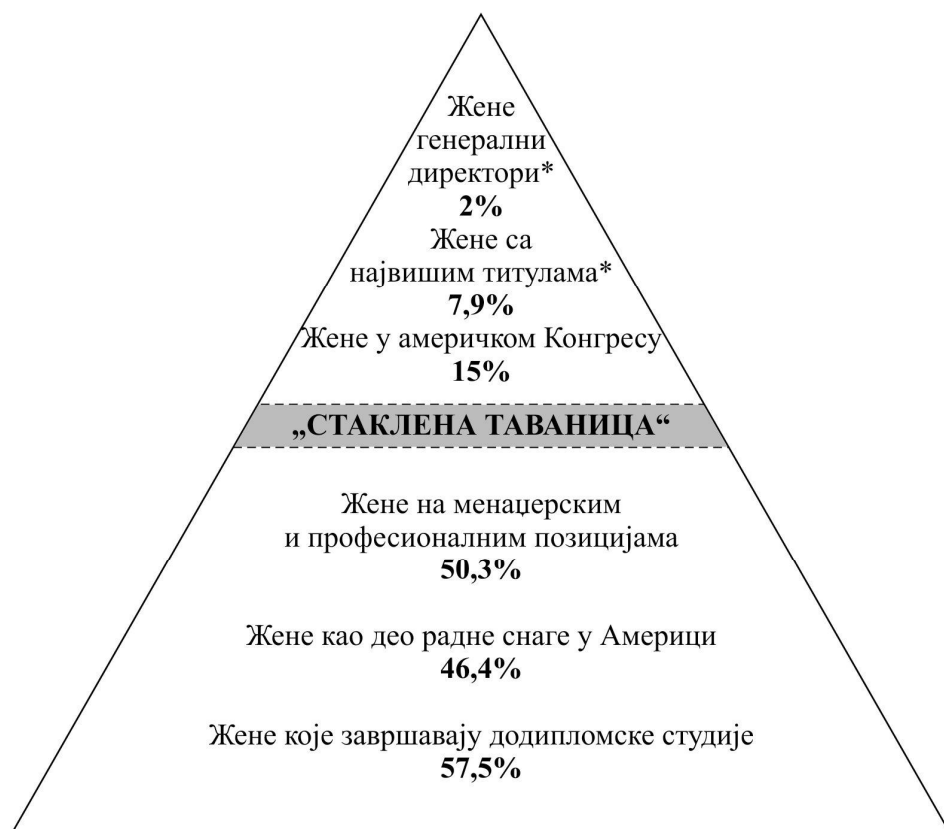 Жене
генерални
директори*
2%
Жене са
највишим титулама*
7,9%
Жене у америчком Конгресу
15%
„СТАКЛЕНА ТАВАНИЦА“
Жене на менаџерским
и професионалним позицијама
50,3%
Жене као део радне снаге у Америци
46,4%
Жене које завршавају додипломске студије
57,5%